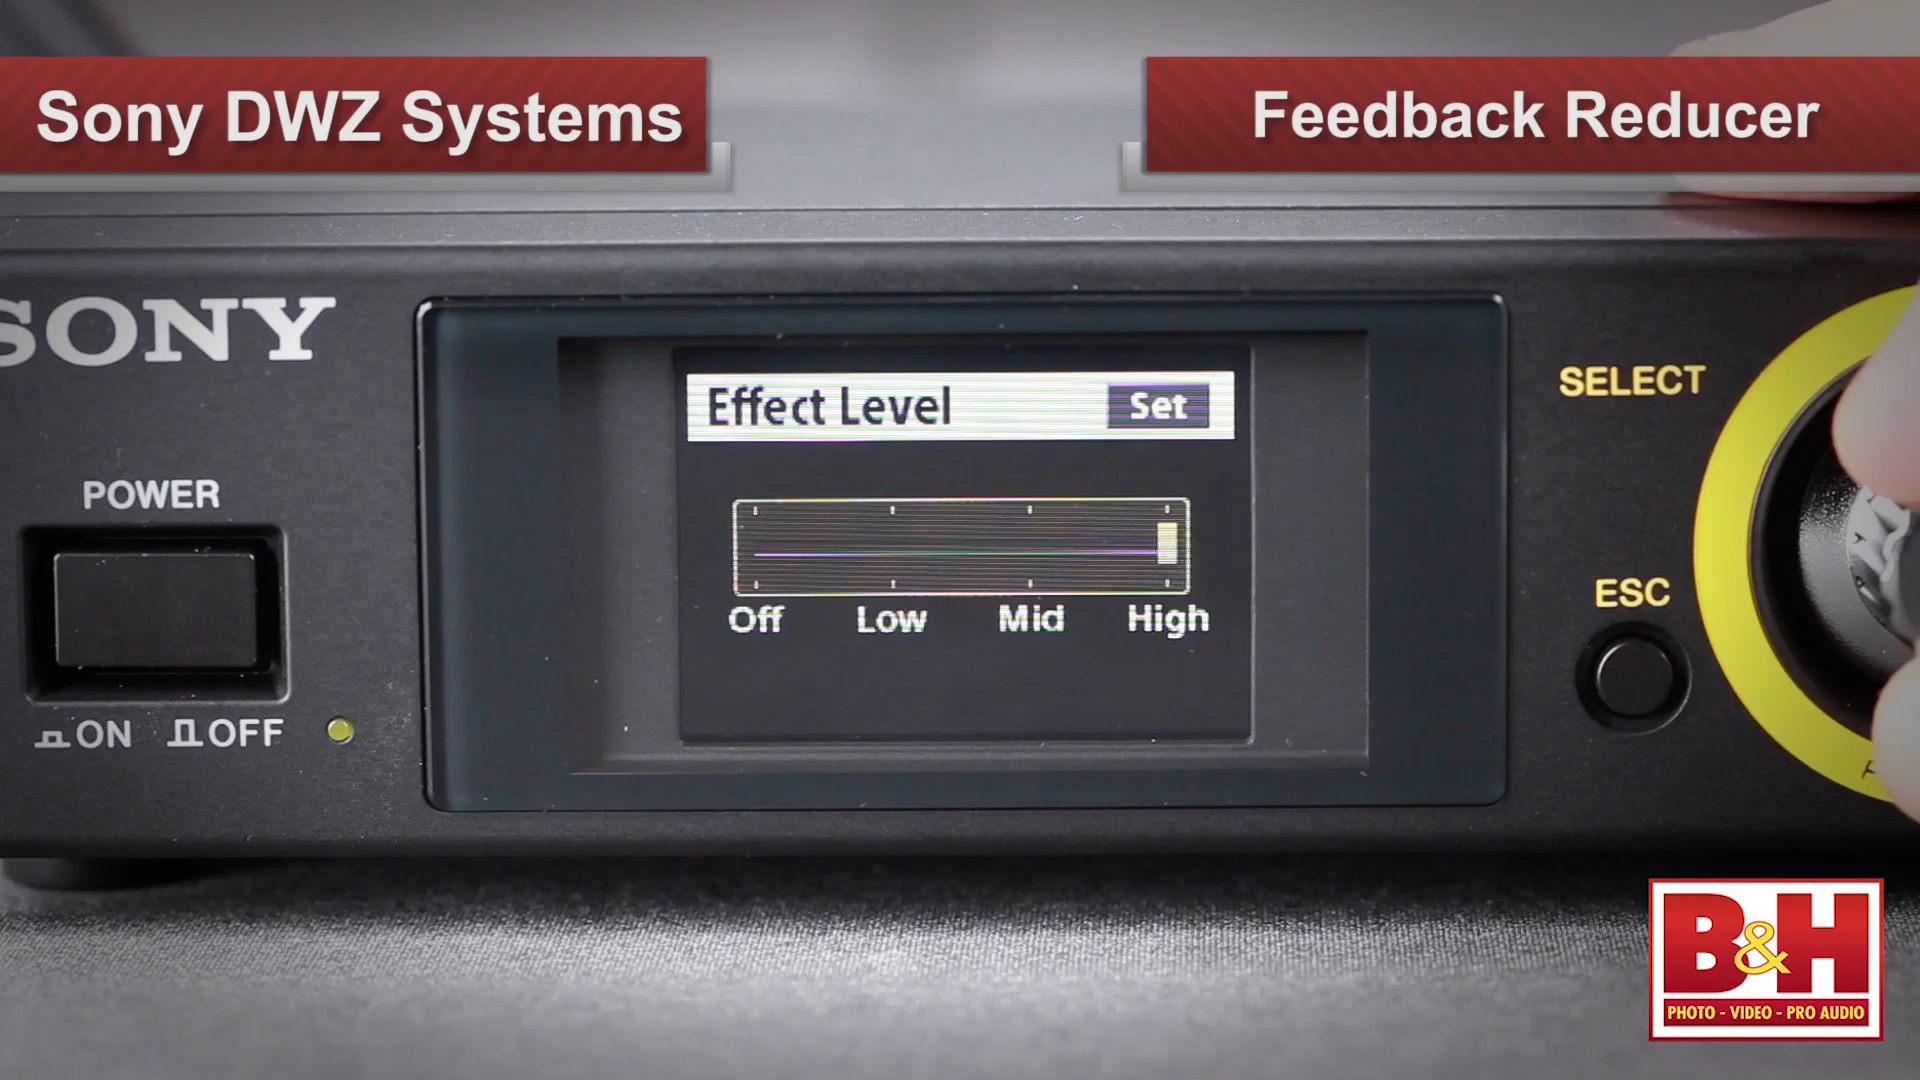 Sony DWZ Systems
Feedback Reducer
SONY
Effect Level
Set
SELECT
POWER
ESC
Off Low Mid High
ON OFF
B&H
PHOTO - VIDEO - PRO AUDIO